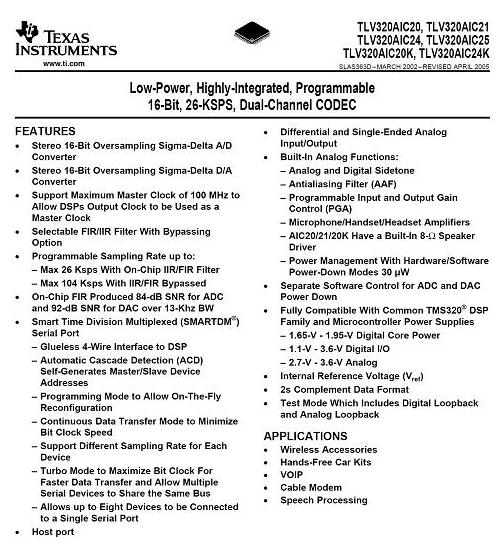 TEXAS
INSTRUMENTS
www.ti.com
TLV320AIC20, TLV320AIC21
TLV320AIC24, TLV320AIC25
TLV320AIC20K, TLV320AIC24K
SLAS363D–MARCH 2002–REVISED APRIL 2005
Low-Power, Highly-Integrated, Programmable
16-Bit, 26-KSPS, Dual-Channel CODEC
FEATURES
• Stereo 16-Bit Oversampling Sigma-Delta A/D
Converter
• Stereo 16-Bit Oversampling Sigma-Delta D/A
Converter
• Support Maximum Master Clock of 100 MHz to
Allow DSPs Output Clock to be Used as a
Master Clock
• Selectable FIR/IIR Filter With Bypassing
Option
• Programmable Sampling Rate up to:
– Max 26 Ksps With On-Chip IIR/FIR Filter
– Max 104 Ksps With IIR/FIR Bypassed
• On-Chip FIR Produced 84-dB SNR for ADC
and 92-dB SNR for DAC over 13-Khz BW
• Smart Time Division Multiplexed (SMARTDM®)
Serial Port
– Glueless 4-Wire Interface to DSP
– Automatic Cascade Detection (ACD)
Self-Generates Master/Slave Device
Addresses
– Programming Mode to Allow On-The-Fly
Reconfiguration
– Continuous Data Transfer Mode to Minimize
Bit Clock Speed
– Support Different Sampling Rate for Each
Device
– Turbo Mode to Maximize Bit Clock For
Faster Data Transfer and Allow Multiple
Serial Devices to Share the Same Bus
– Allows up to Eight Devices to be Connected
to a Single Serial Port
• Host port
• Differential and Single-Ended Analog
Input/Output
• Built-In Analog Functions:
– Analog and Digital Sidetone
– Antialiasing Filter (AAF)
– Programmable Input and Output Gain
Control (PGA)
– Microphone/Handset/Headset Amplifiers
– AIC20/21/20K Have a Built-In 8-Ω Speaker
Driver
– Power Management With Hardware/Software
Power-Down Modes 30 µW
• Separate Software Control for ADC and DAC
Power Down
• Fully Compatible With Common TMS320® DSP
Family and Microcontroller Power Supplies
– 1.65-V - 1.95-V Digital Core Power
– 1.1-V - 3.6-V Digital I/O
– 2.7-V - 3.6-V Analog
• Internal Reference Voltage (Vref)
• 2s Complement Data Format
• Test Mode Which Includes Digital Loopback
and Analog Loopback
APPLICATIONS
• Wireless Accessories
• Hands-Free Car Kits
• VOIP
• Cable Modem
• Speech Processing